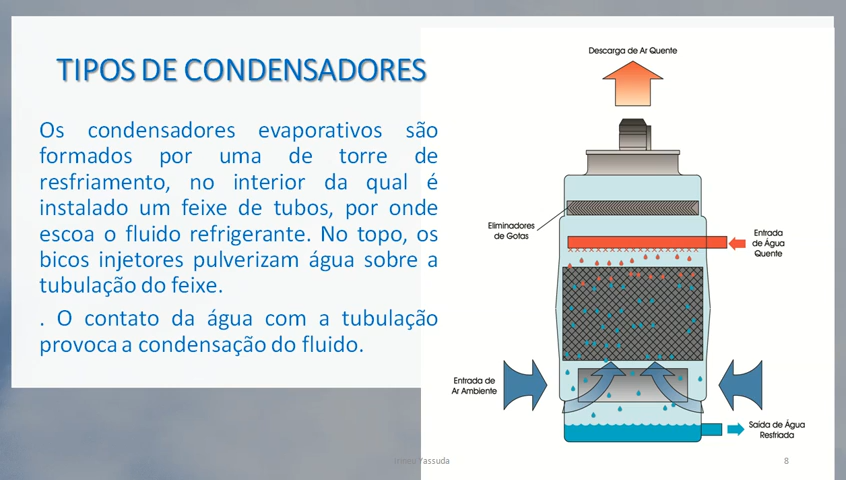 TIPOS DE CONDENSADORES
Os condensadores evaporativos são
formados por uma de torre de
resfriamento, no interior da qual é
instalado um feixe de tubos, por onde
escoa o fluido refrigerante. No topo, os
bicos injetores pulverizam água sobre a
tubulação do feixe.
. O contato da água com a tubulação
provoca a condensação do fluido.
Descarga de Ar Quente
Eliminadores
de Gotas
Entrada
de Água
Quente
Entrada de
Ar Ambiente
Saída de Água
Resfriada
Yassuda
8